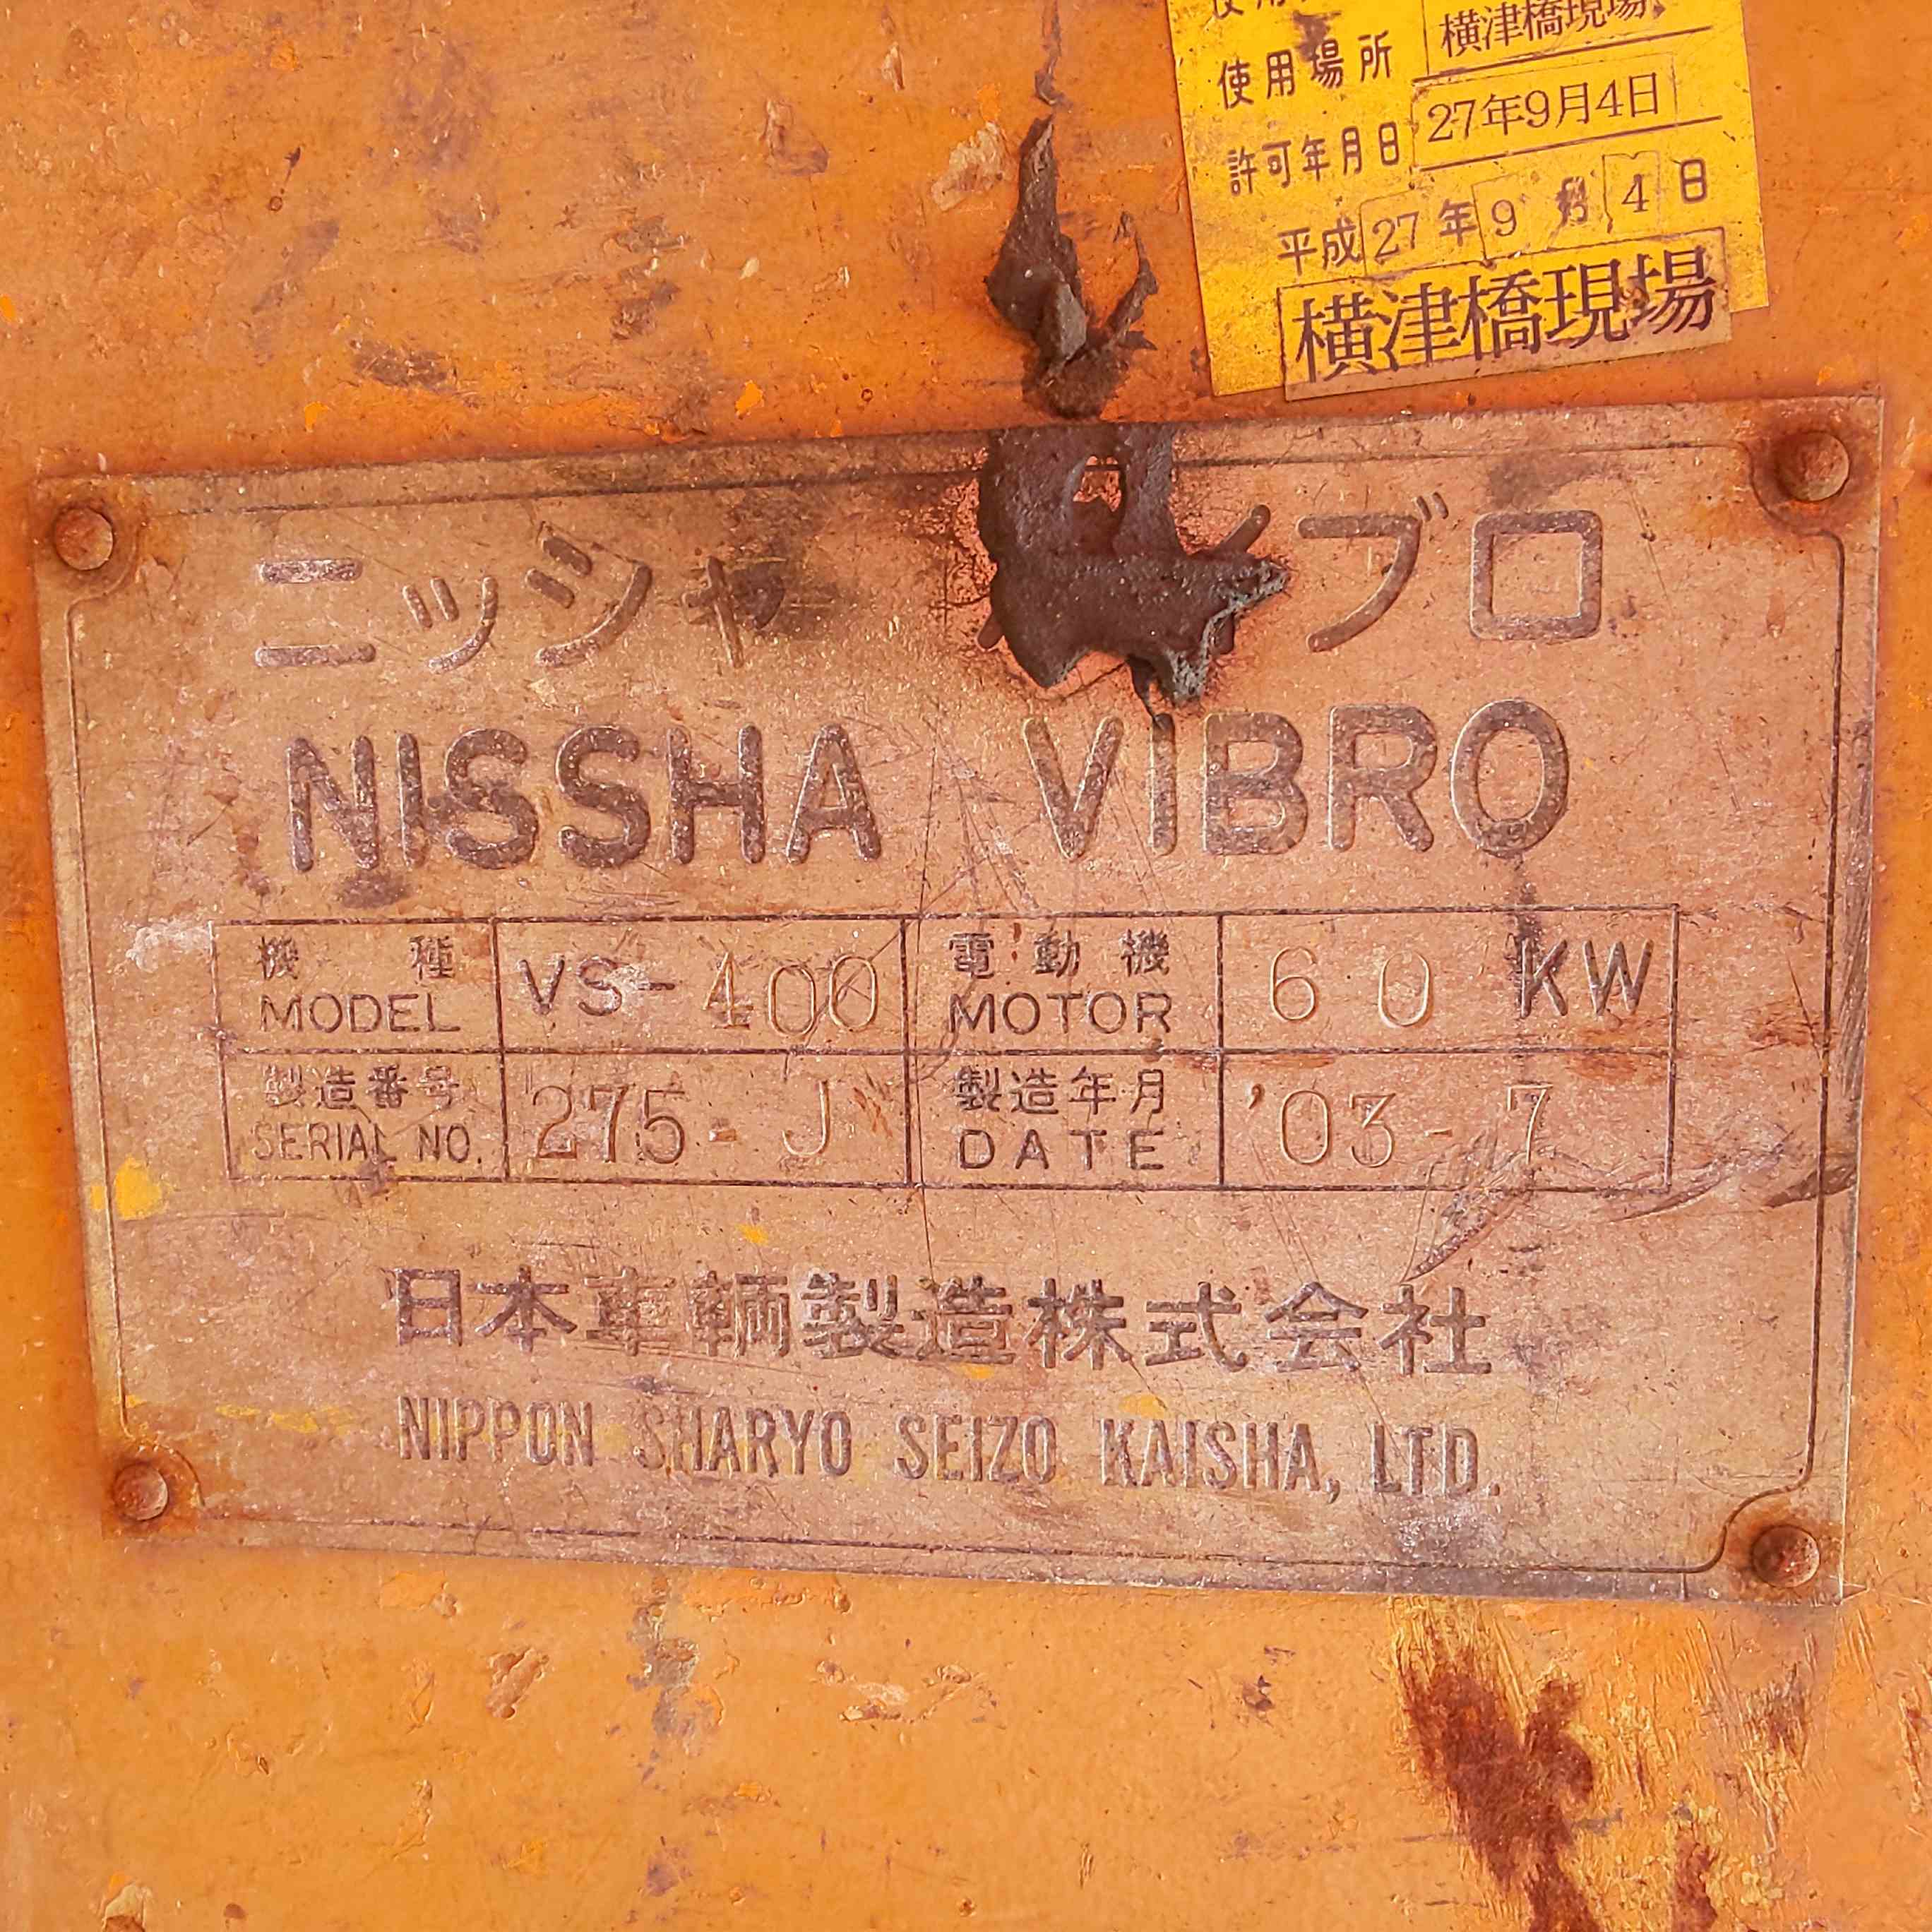 使用場所 横津橋現場
許可年月日 27年9月4日
平成27年9月4日
横津橋現場
ニッシャ ブロ
NISSHA VIBRO
機種 VS-400 電動機 60 KW
MODEL MOTOR
製造番号 275-J 製造年月 '03-7
SERIAL NO. DATE
日本車輌製造株式会社
NIPPON SHARYO SEIZO KAISHA, LTD.